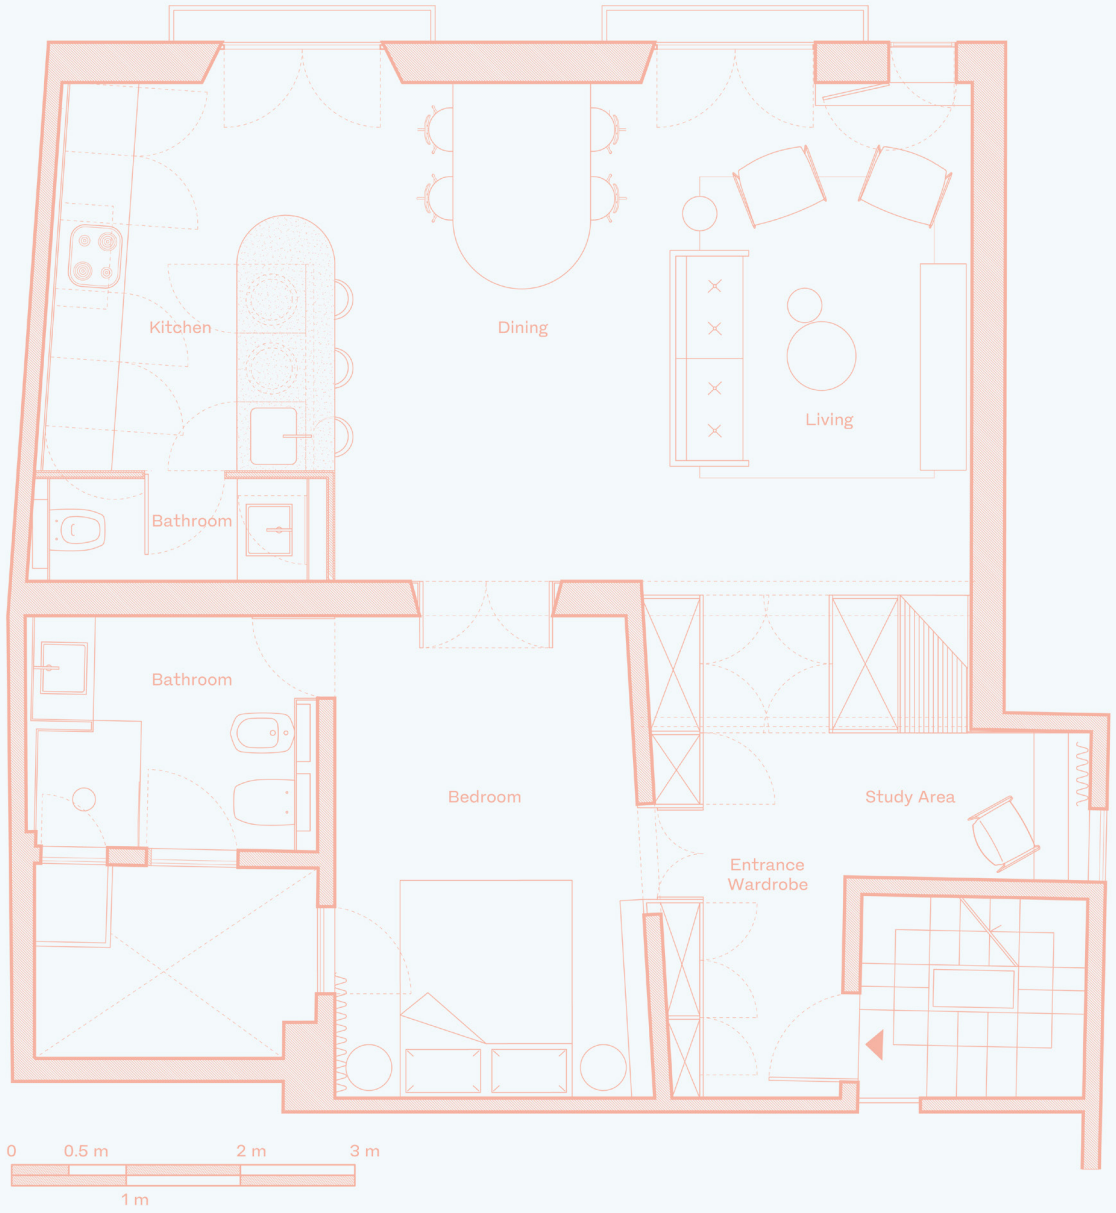 Kitchen
Dining
Living
Bathroom
Bathroom
Bedroom
Study Area
Entrance
Wardrobe
0
0.5 m
2 m
3 m
1 m